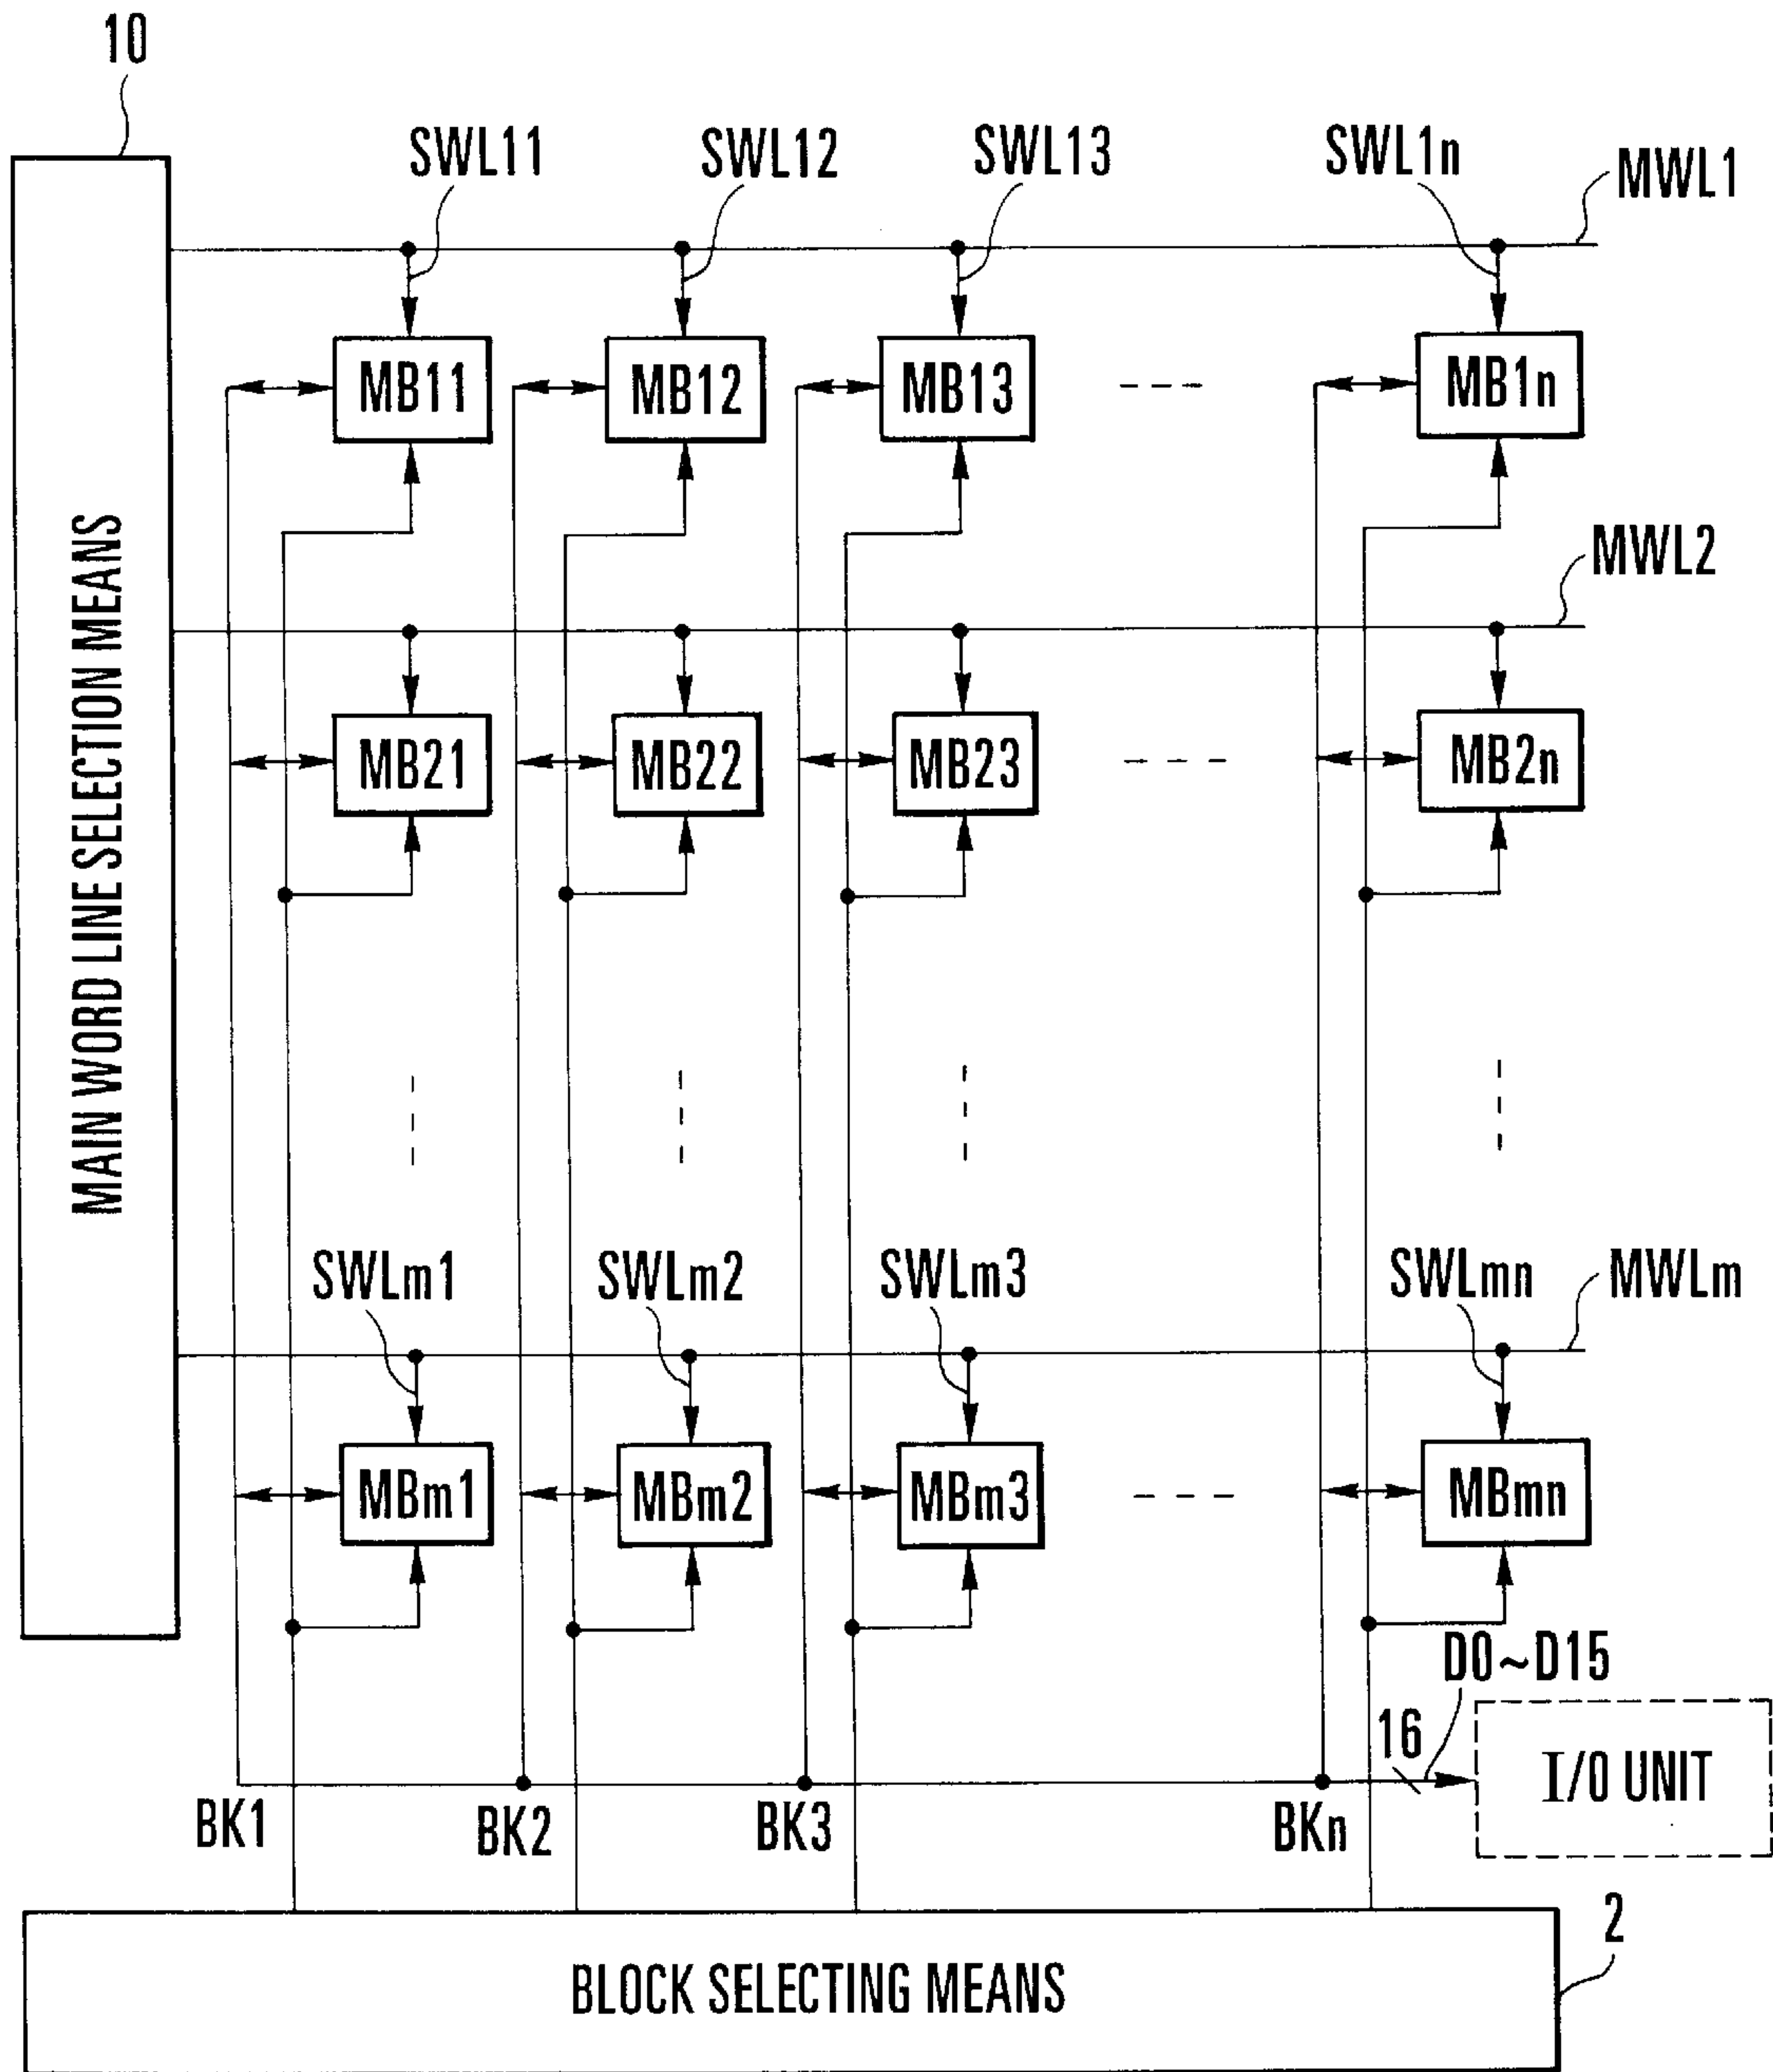 10
SWL11 SWL12 SWL13 SWL1n MWL1
MB11 MB12 MB13 MB1n
MWL2
MAIN WORD LINE SELECTION MEANS
MB21 MB22 MB23 MB2n
SWLm1 SWLm2 SWLm3 SWLmn MWLm
MBm1 MBm2 MBm3 MBmn
D0~D15
16
I/O UNIT
BK1 BK2 BK3 BKn
2
BLOCK SELECTING MEANS